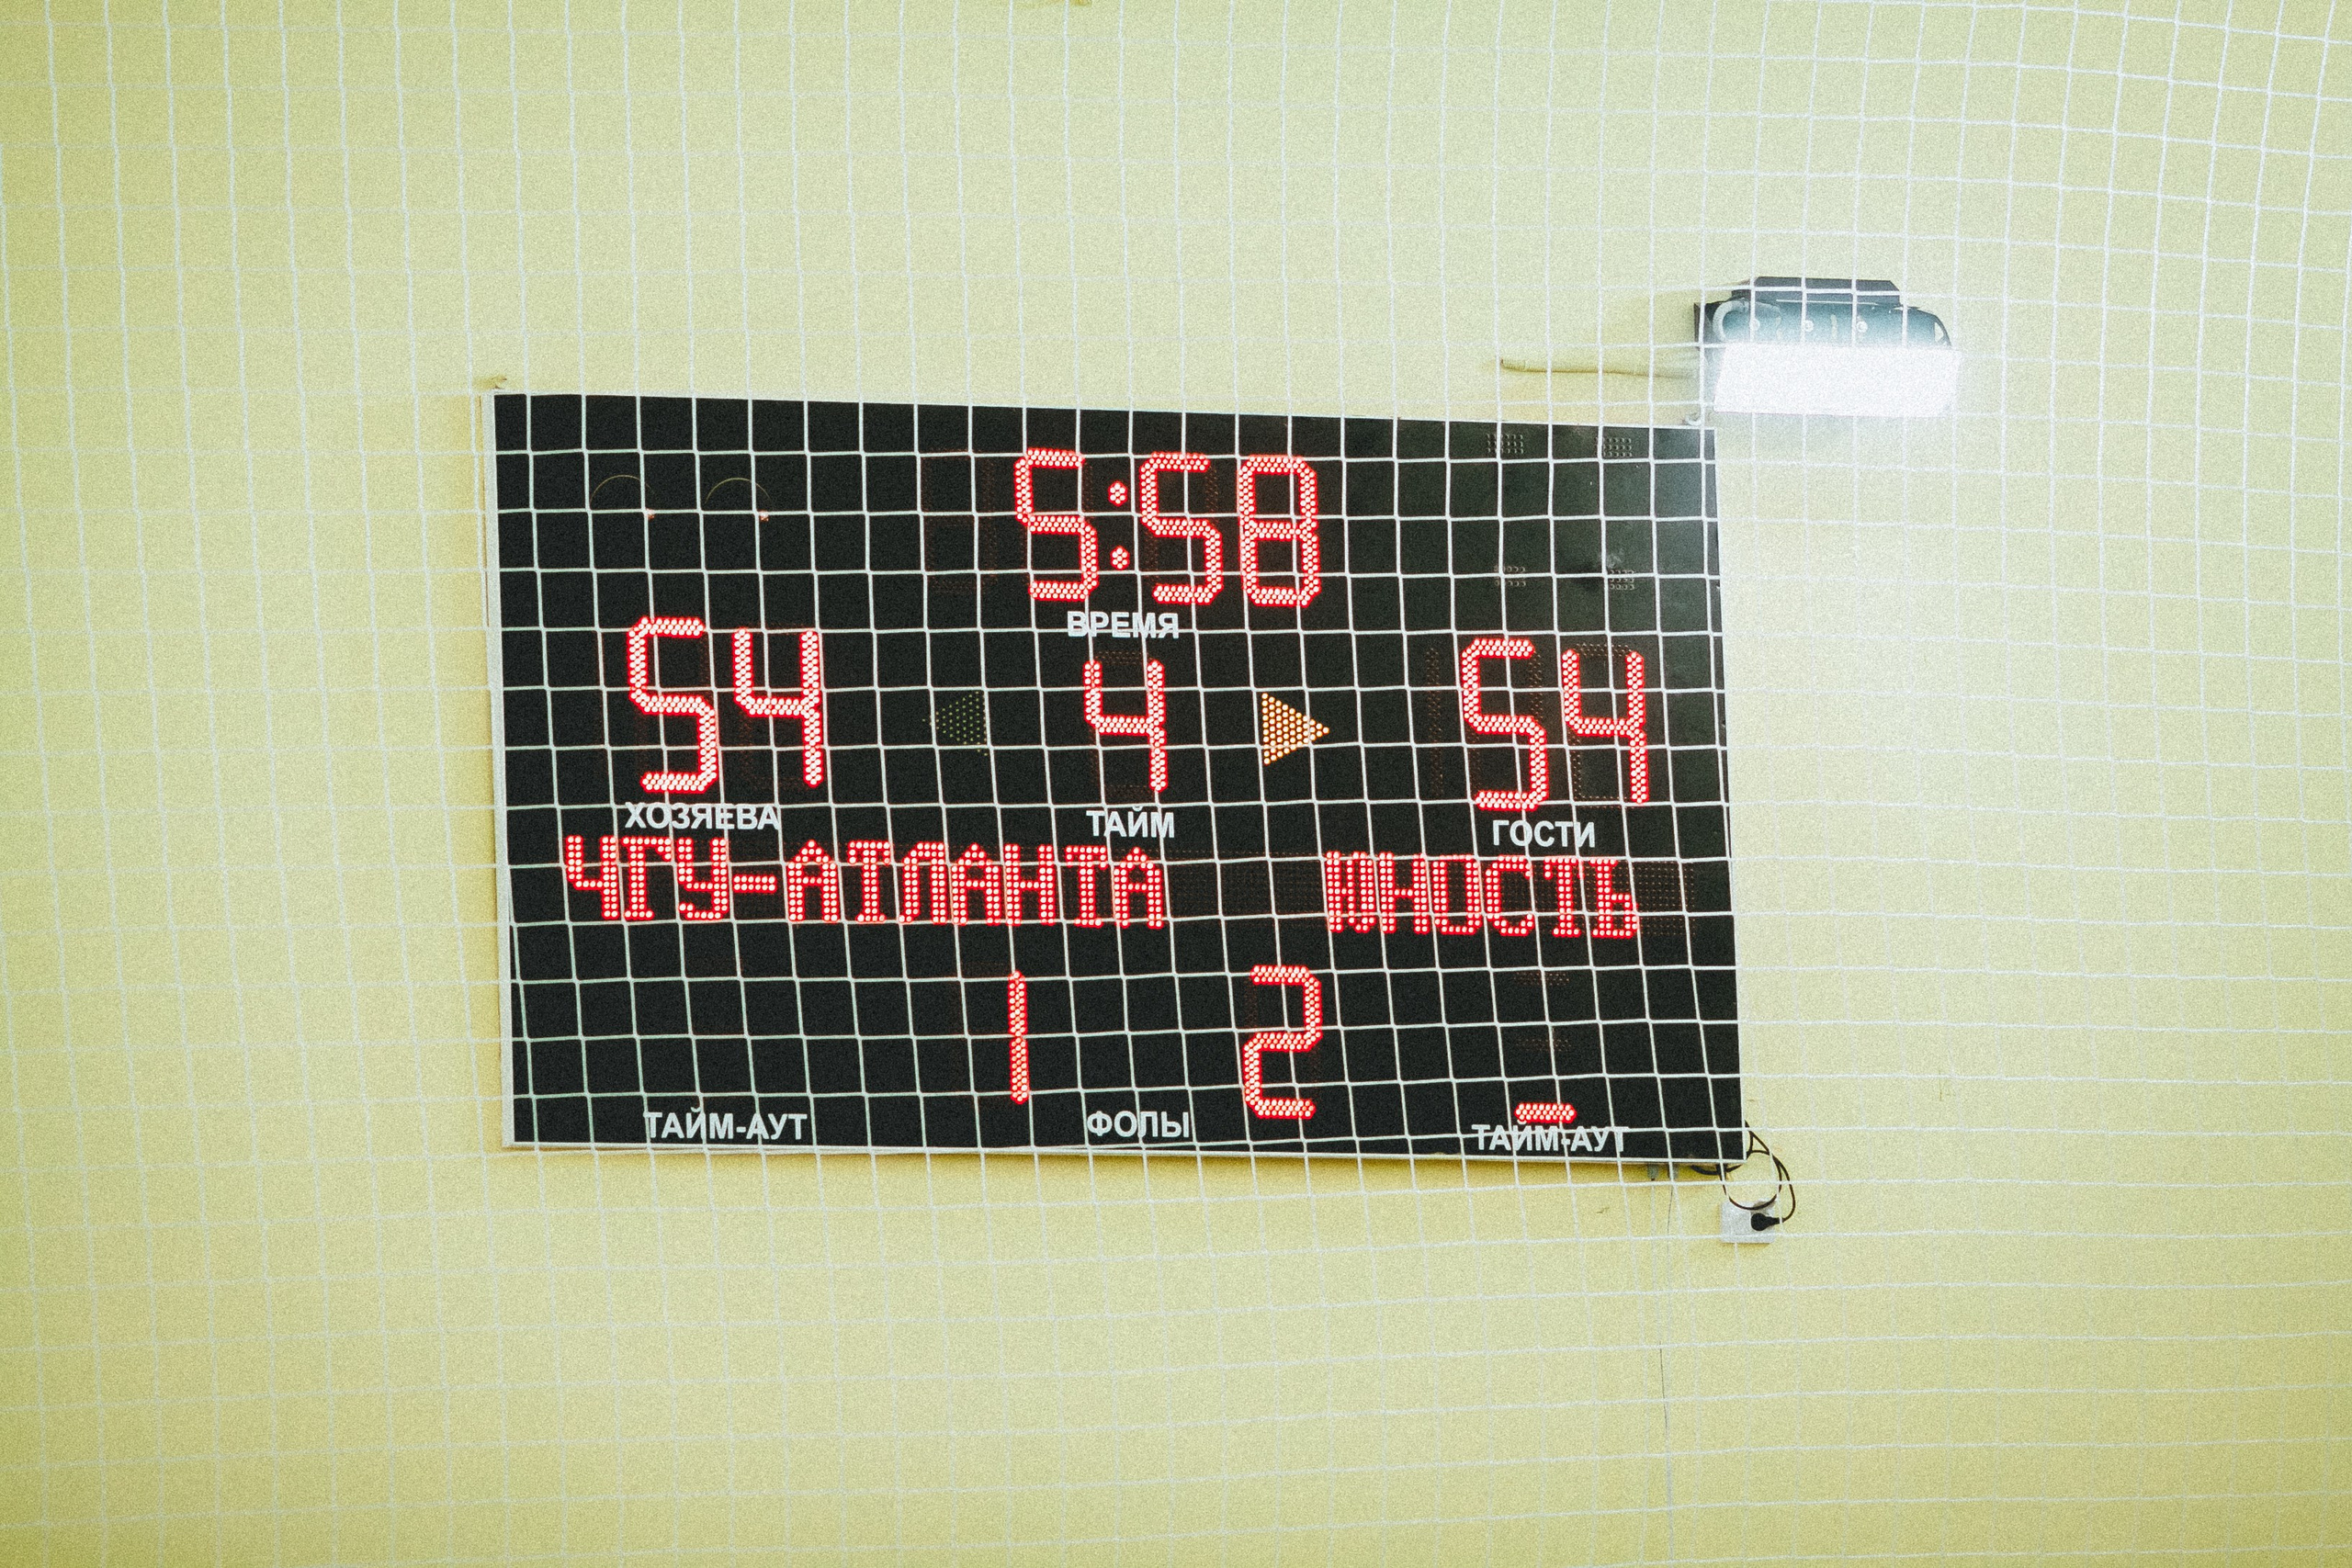 5:58
ВРЕМЯ
54 4 54
ХОЗЯЕВА ТАЙМ ГОСТИ
ЧГУ-АТЛАНТА ЮНОСТЬ
1 2
ТАЙМ-АУТ ФОЛЫ ТАЙМ-АУТ